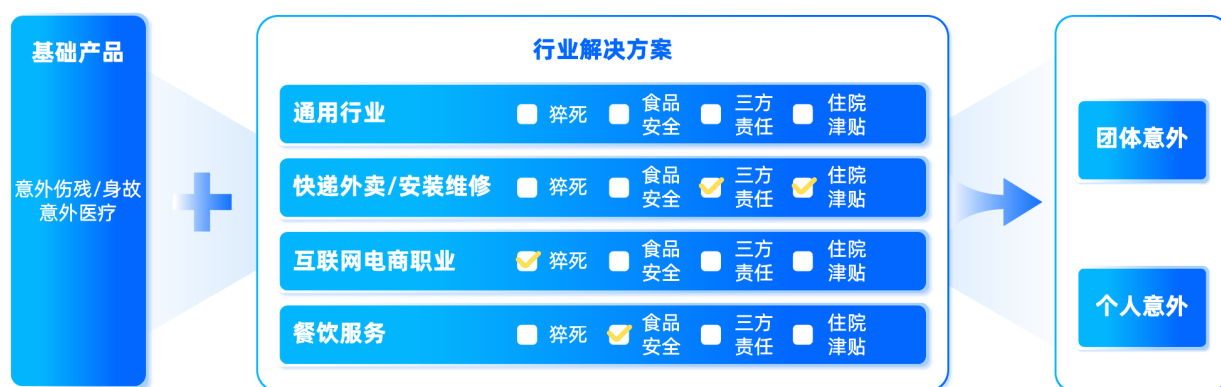 基础产品
意外伤残/身故
意外医疗
行业解决方案
通用行业
猝死
食品
安全
三方
责任
住院
津贴
快递外卖/安装维修
猝死
食品
安全
三方
责任
住院
津贴
互联网电商职业
猝死
食品
安全
三方
责任
住院
津贴
餐饮服务
猝死
食品
安全
三方
责任
住院
津贴
团体意外
个人意外